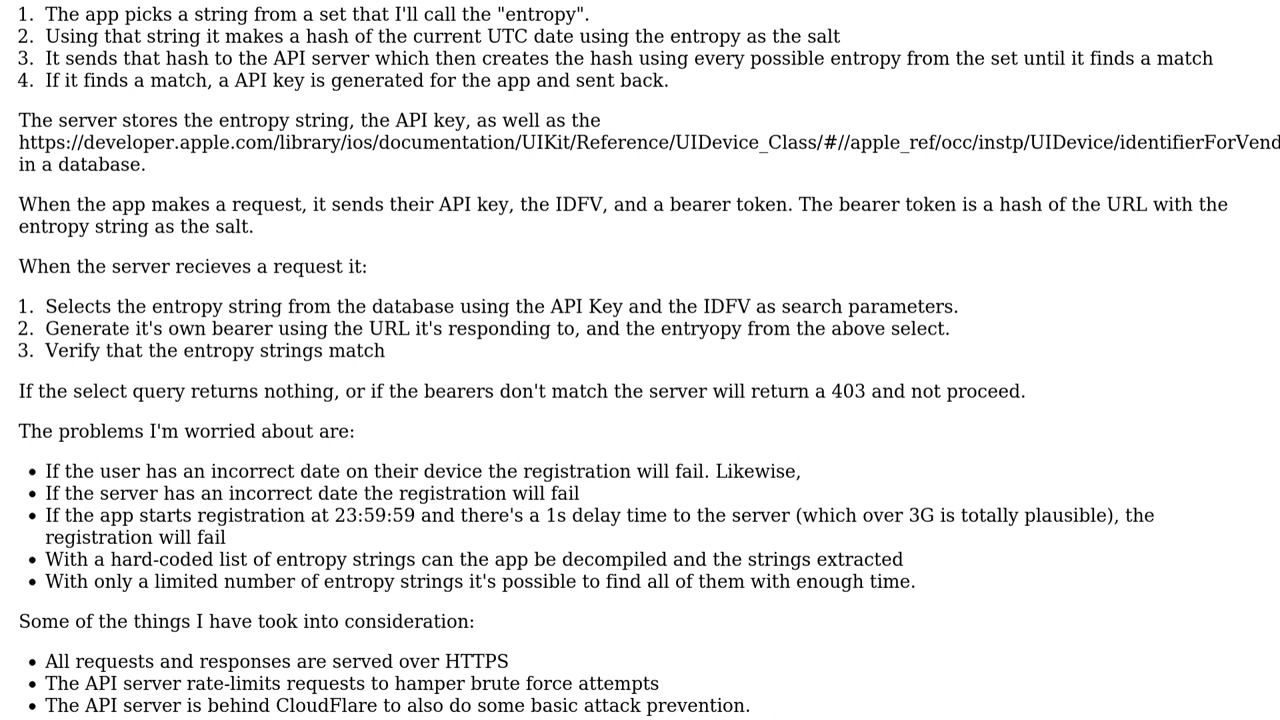 1. The app picks a string from a set that I'll call the "entropy".
2. Using that string it makes a hash of the current UTC date using the entropy as the salt
3. It sends that hash to the API server which then creates the hash using every possible entropy from the set until it finds a match
4. If it finds a match, a API key is generated for the app and sent back.
The server stores the entropy string, the API key, as well as the
https://developer.apple.com/library/ios/documentation/UIKit/Reference/UIDevice_Class/#//apple_ref/occ/instp/UIDevice/identifierForVend
in a database.
When the app makes a request, it sends their API key, the IDFV, and a bearer token. The bearer token is a hash of the URL with the
entropy string as the salt.
When the server recieves a request it:
1. Selects the entropy string from the database using the API Key and the IDFV as search parameters.
2. Generate it's own bearer using the URL it's responding to, and the entryopy from the above select.
3. Verify that the entropy strings match
If the select query returns nothing, or if the bearers don't match the server will return a 403 and not proceed.
The problems I'm worried about are:
• If the user has an incorrect date on their device the registration will fail. Likewise,
• If the server has an incorrect date the registration will fail
• If the app starts registration at 23:59:59 and there's a 1s delay time to the server (which over 3G is totally plausible), the
registration will fail
• With a hard-coded list of entropy strings can the app be decompiled and the strings extracted
• With only a limited number of entropy strings it's possible to find all of them with enough time.
Some of the things I have took into consideration:
• All requests and responses are served over HTTPS
• The API server rate-limits requests to hamper brute force attempts
• The API server is behind CloudFlare to also do some basic attack prevention.